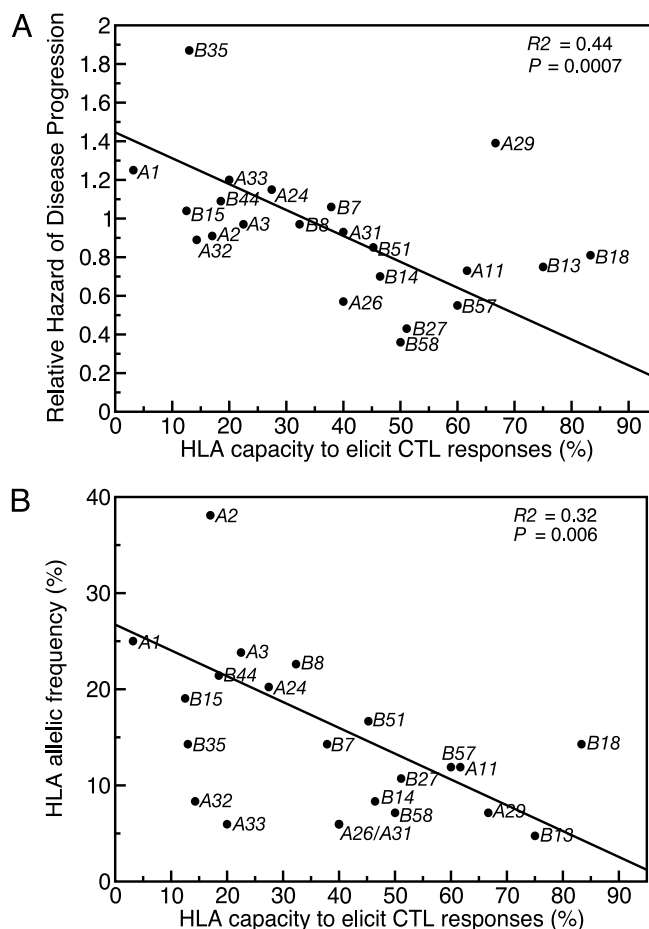 A
Relative Hazard of Disease Progression
2
1.8
1.6
1.4
1.2
1
0.8
0.6
0.4
0.2
0
R2 = 0.44
P = 0.0007
B35
A29
A1
A33
A24
B44
B15
A3
B7
A2
A32
B8
A31
B51
B14
A11
B13
B18
A26
B57
B27
B58
0 10 20 30 40 50 60 70 80 90
HLA capacity to elicit CTL responses (%)
B
HLA allelic frequency (%)
40
30
20
10
0
R2 = 0.32
P = 0.006
A2
A1
A3
B8
B44
A24
B15
B51
B35
B7
B18
B57
A11
B27
A32
B14
A33
A26/A31
B58
A29
B13
0 10 20 30 40 50 60 70 80 90
HLA capacity to elicit CTL responses (%)